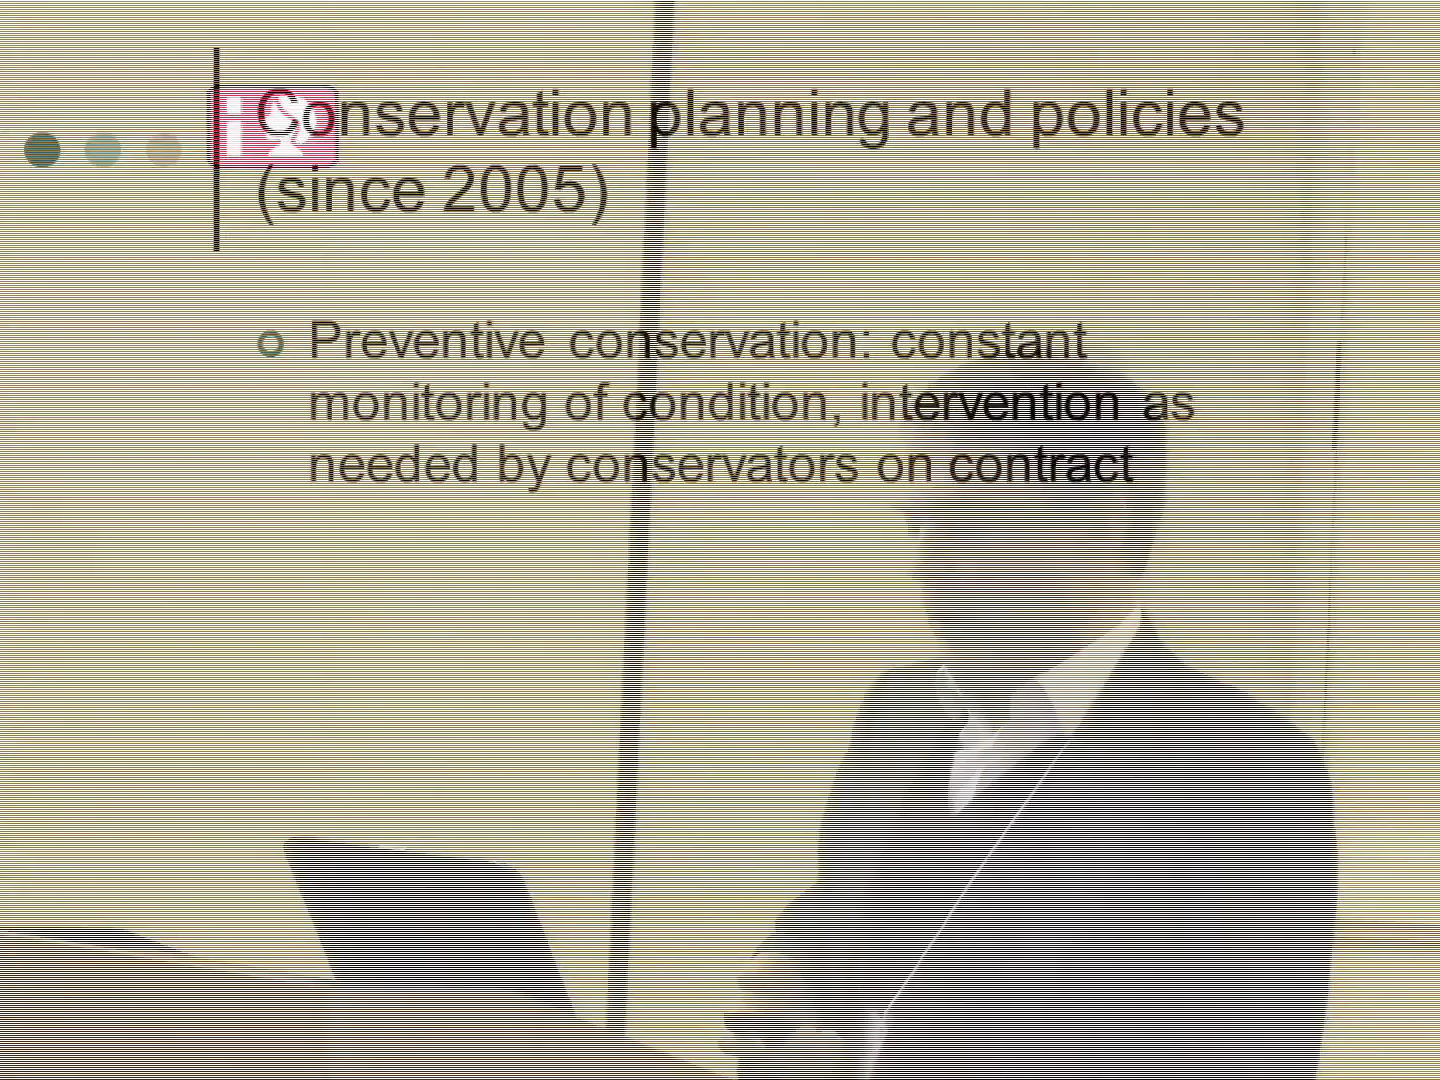 Conservation planning and policies
(since 2005)
Preventive conservation: constant
monitoring of condition, intervention as
needed by conservators on contract